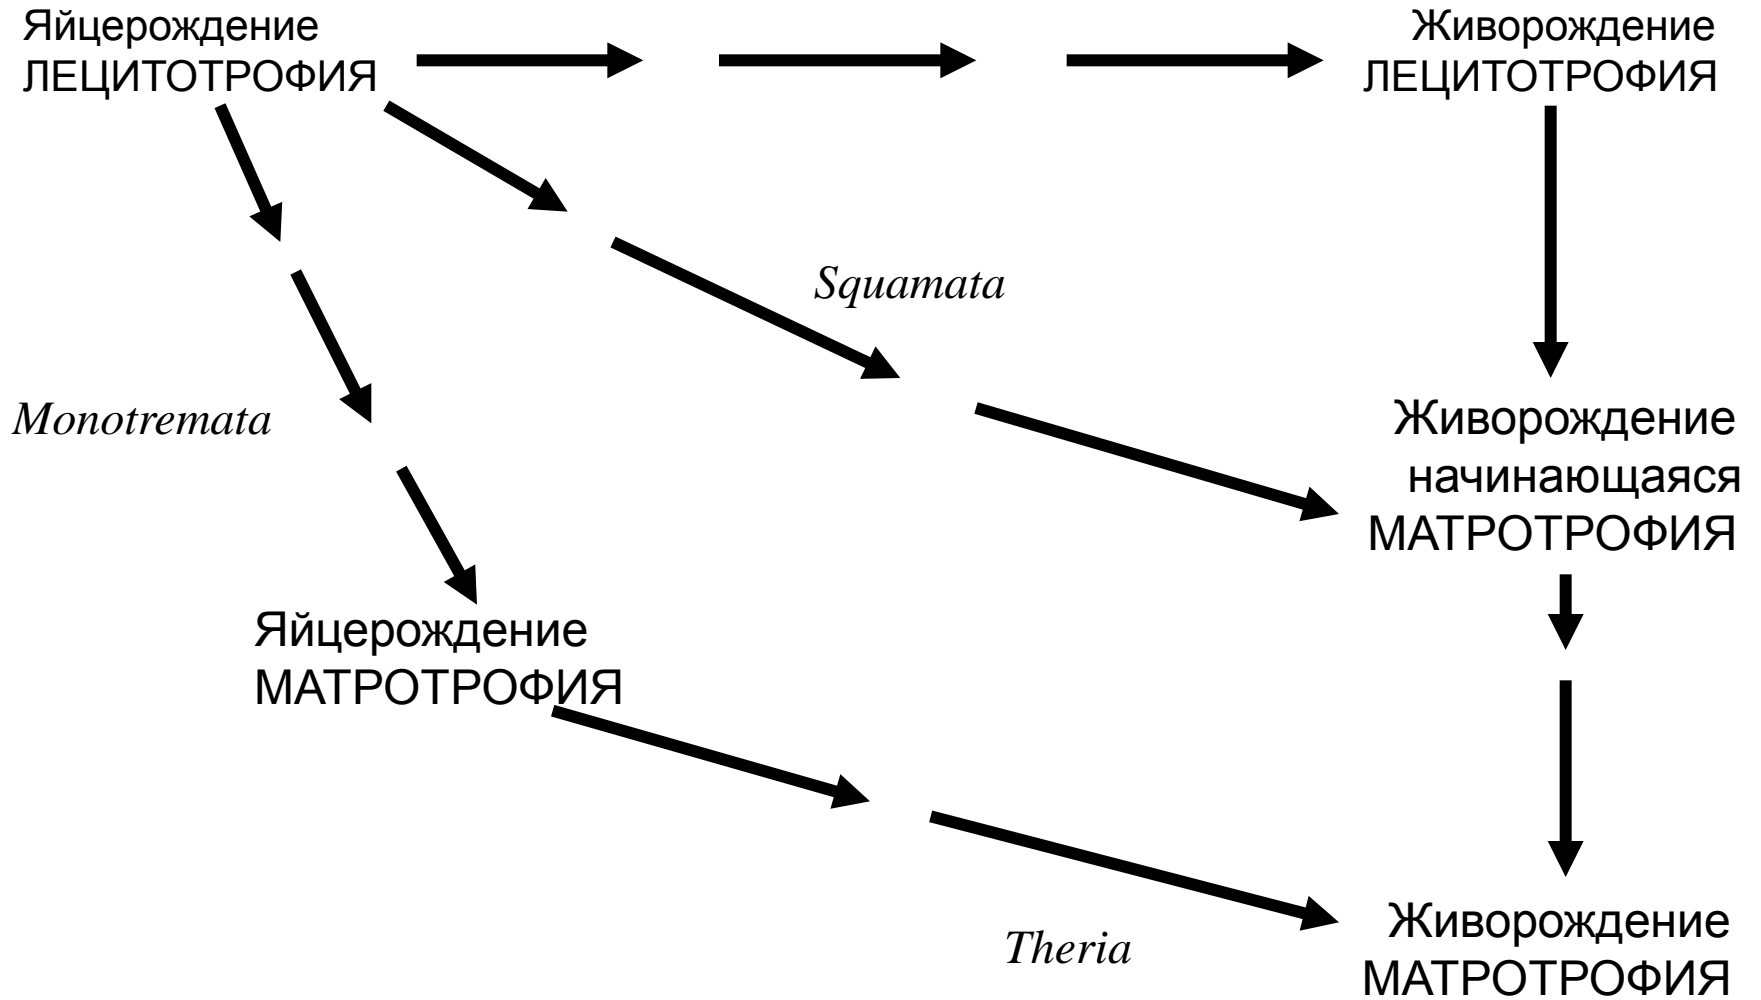 Яйцерождение
ЛЕЦИТОТРОФИЯ
Живорождение
ЛЕЦИТОТРОФИЯ
Squamata
Monotremata
Живорождение
начинающаяся
МАТРОТРОФИЯ
Яйцерождение
МАТРОТРОФИЯ
Theria
Живорождение
МАТРОТРОФИЯ